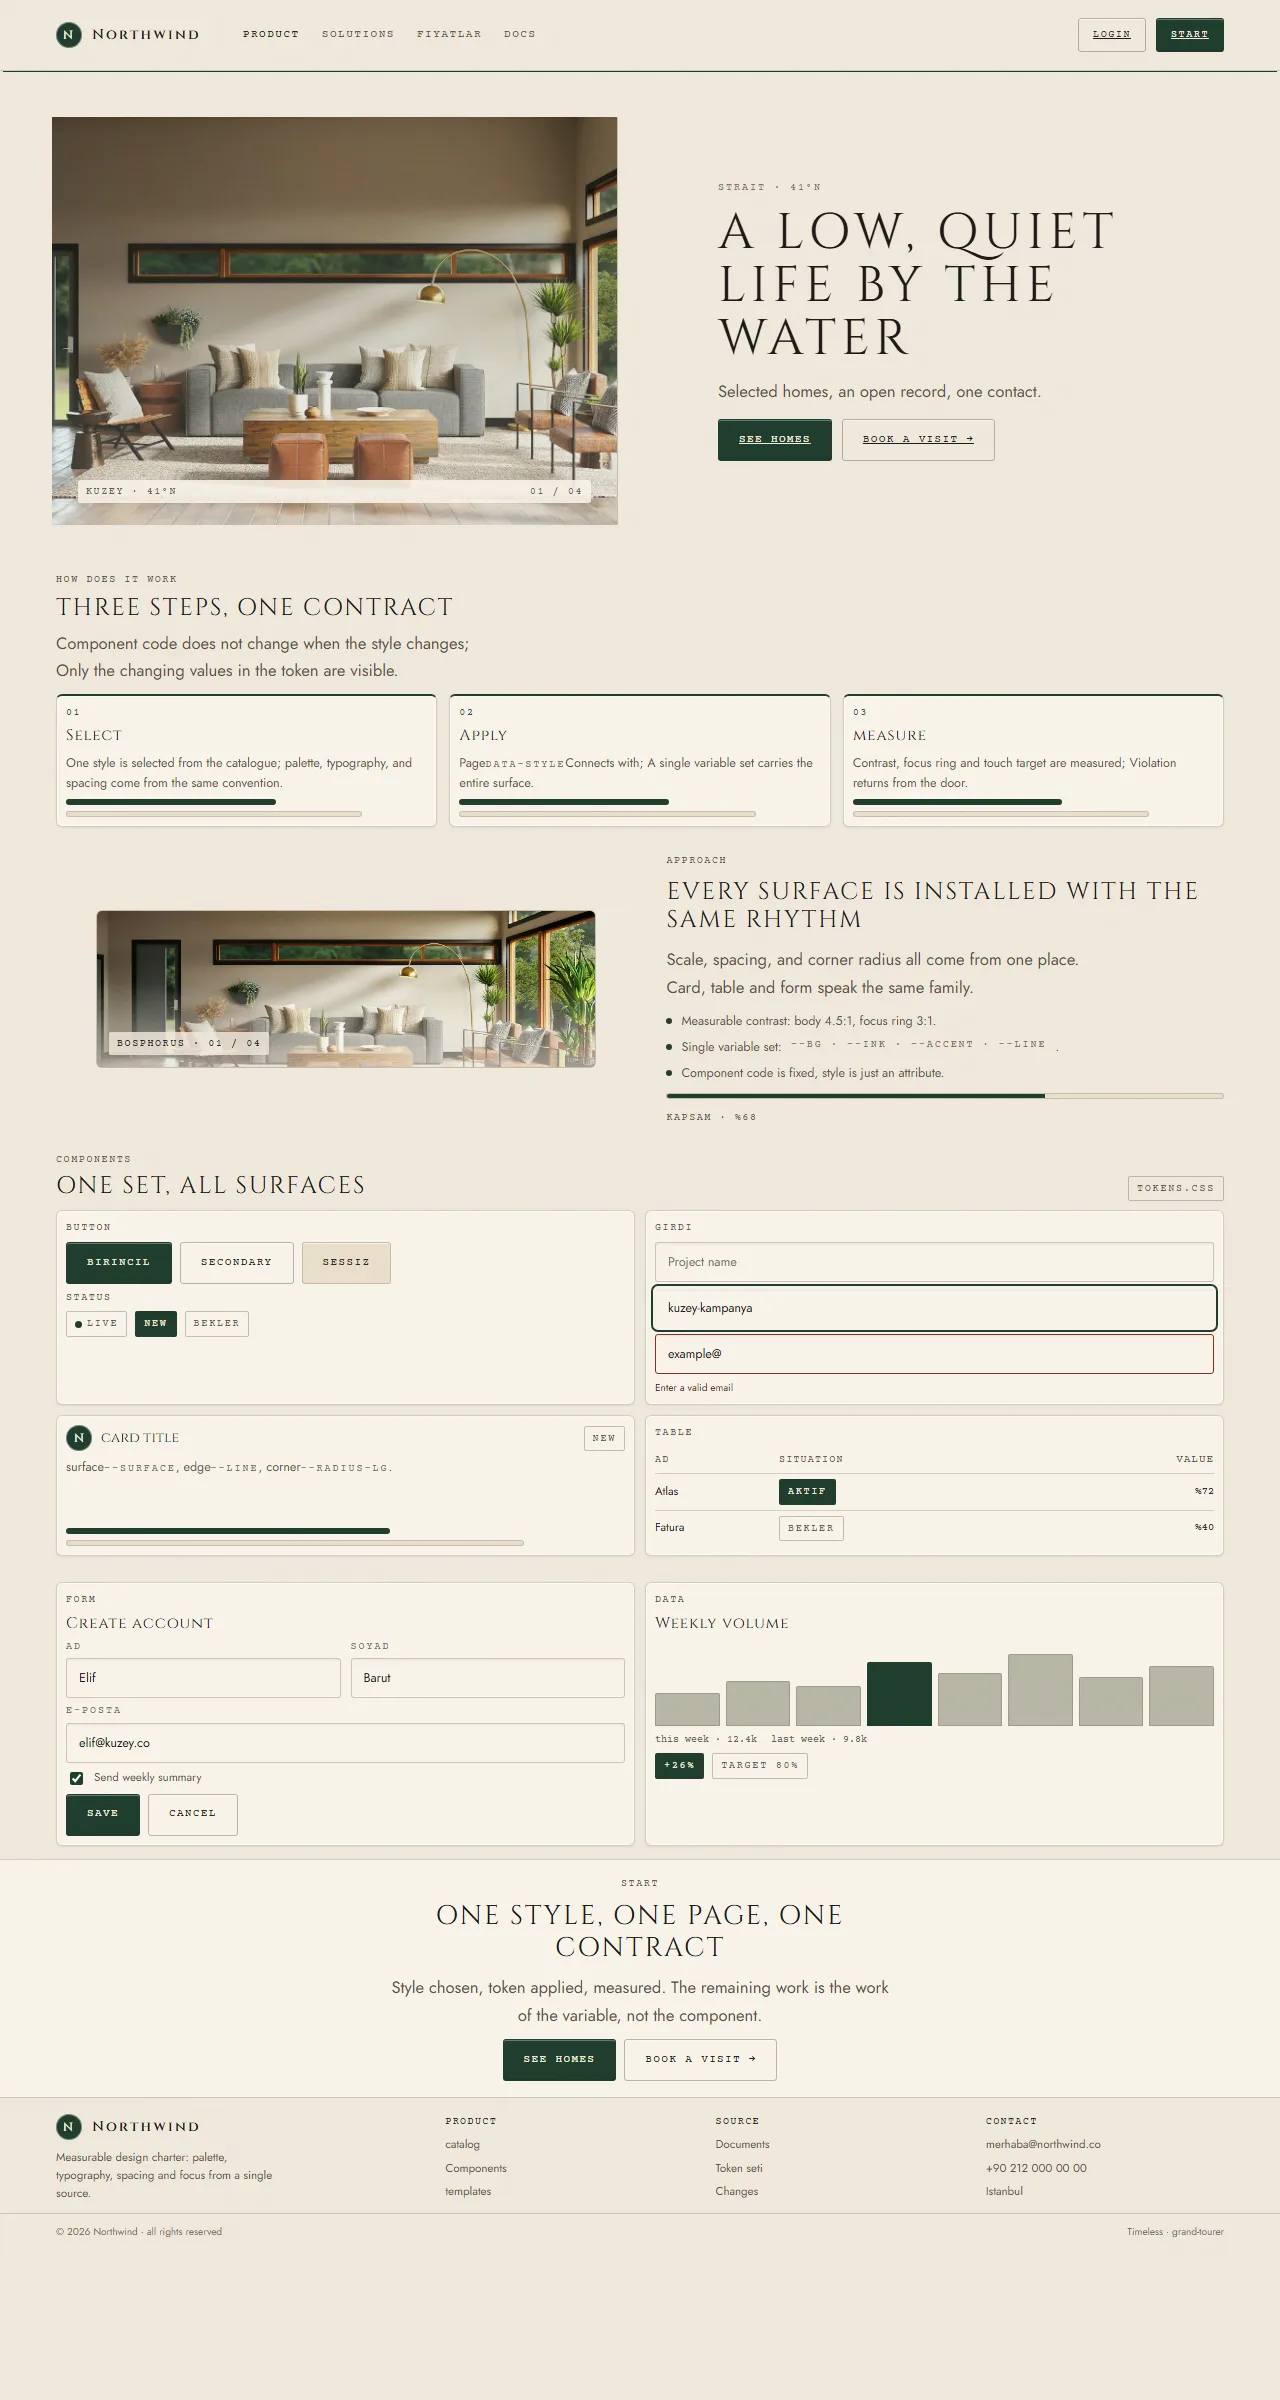 N NORTHWIND PRODUCT SOLUTIONS FIYATLAR DOCS LOGIN START
STRAIT · 41°N
A LOW, QUIET
LIFE BY THE
WATER
Selected homes, an open record, one contact.
SEE HOMES BOOK A VISIT →
KUZEY · 41°N 01 / 04
HOW DOES IT WORK
THREE STEPS, ONE CONTRACT
Component code does not change when the style changes;
Only the changing values in the token are visible.
01
SELECT
One style is selected from the catalogue; palette, typography, and
spacing come from the same convention.
02
APPLY
PageDATA-STYLEConnects with; A single variable set carries the
entire surface.
03
MEASURE
Contrast, focus ring and touch target are measured; Violation
returns from the door.
BOSPHORUS · 01 / 04
APPROACH
EVERY SURFACE IS INSTALLED WITH THE
SAME RHYTHM
Scale, spacing, and corner radius all come from one place.
Card, table and form speak the same family.
Measurable contrast: body 4.5:1, focus ring 3:1.
Single variable set: --BG · --INK · --ACCENT · --LINE .
Component code is fixed, style is just an attribute.
KAPSAM · %68
COMPONENTS
ONE SET, ALL SURFACES
TOKENS.CSS
BUTTON
BIRINCIL SECONDARY SESSIZ
STATUS
LIVE NEW BEKLER
GIRDI
Project name
kuzey-kampanya
example@
Enter a valid email
N CARD TITLE NEW
surface--SURFACE, edge--LINE, corner--RADIUS-LG.
TABLE
AD SITUATION VALUE
Atlas AKTIF %72
Fatura BEKLER %40
FORM
CREATE ACCOUNT
AD SOYAD
Elif Barut
E-POSTA
elif@kuzey.co
Send weekly summary
SAVE CANCEL
DATA
WEEKLY VOLUME
this week · 12.4k last week · 9.8k
+26% TARGET 80%
START
ONE STYLE, ONE PAGE, ONE
CONTRACT
Style chosen, token applied, measured. The remaining work is the work
of the variable, not the component.
SEE HOMES BOOK A VISIT →
N NORTHWIND
Measurable design charter: palette,
typography, spacing and focus from a single
source.
PRODUCT
catalog
Components
templates
SOURCE
Documents
Token seti
Changes
CONTACT
merhaba@northwind.co
+90 212 000 00 00
Istanbul
© 2026 Northwind · all rights reserved
Timeless · grand-tourer